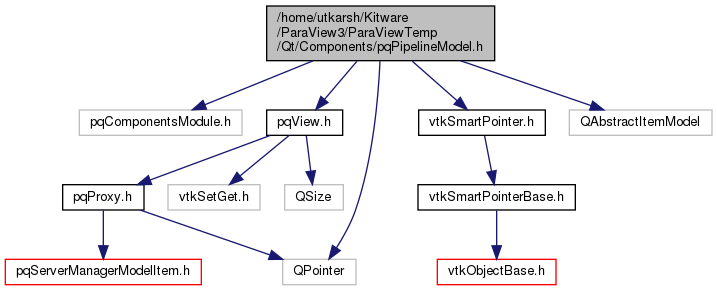 /home/utkarsh/Kitware
/ParaView3/ParaViewTemp
/Qt/Components/pqPipelineModel.h
pqComponentsModule.h
pqView.h
vtkSmartPointer.h
QAbstractItemModel
pqProxy.h
vtkSetGet.h
QSize
vtkSmartPointerBase.h
pqServerManagerModelItem.h
QPointer
vtkObjectBase.h